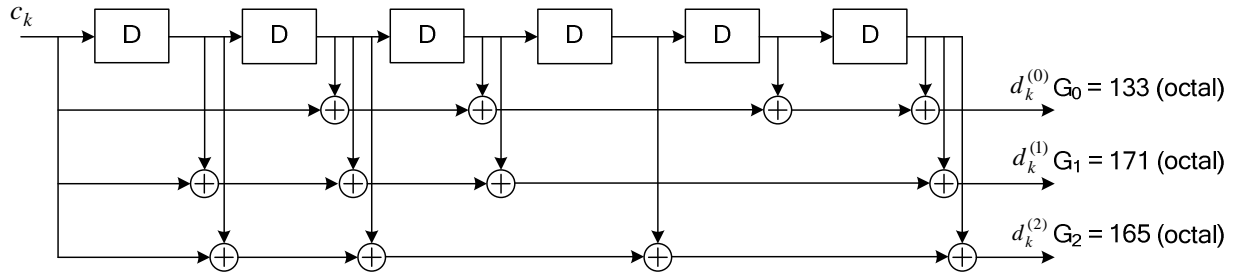 c_k
D D D D D D
d_k^{(0)} G_0 = 133 (octal)
d_k^{(1)} G_1 = 171 (octal)
d_k^{(2)} G_2 = 165 (octal)